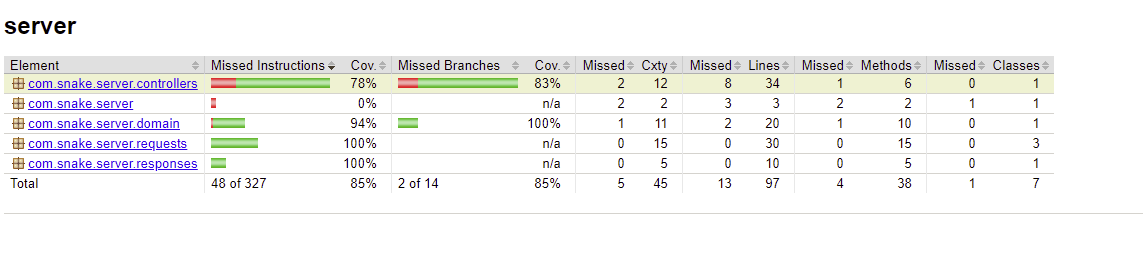 server
Element Missed Instructions Cov. Missed Branches Cov. Missed Cxty Missed Lines Missed Methods Missed Classes
com.snake.server.controllers 78% 83% 2 12 8 34 1 6 0 1
com.snake.server 0% n/a 2 2 3 3 2 2 1 1
com.snake.server.domain 94% 100% 1 11 2 20 1 10 0 1
com.snake.server.requests 100% n/a 0 15 0 30 0 15 0 3
com.snake.server.responses 100% n/a 0 5 0 10 0 5 0 1
Total 48 of 327 85% 2 of 14 85% 5 45 13 97 4 38 1 7